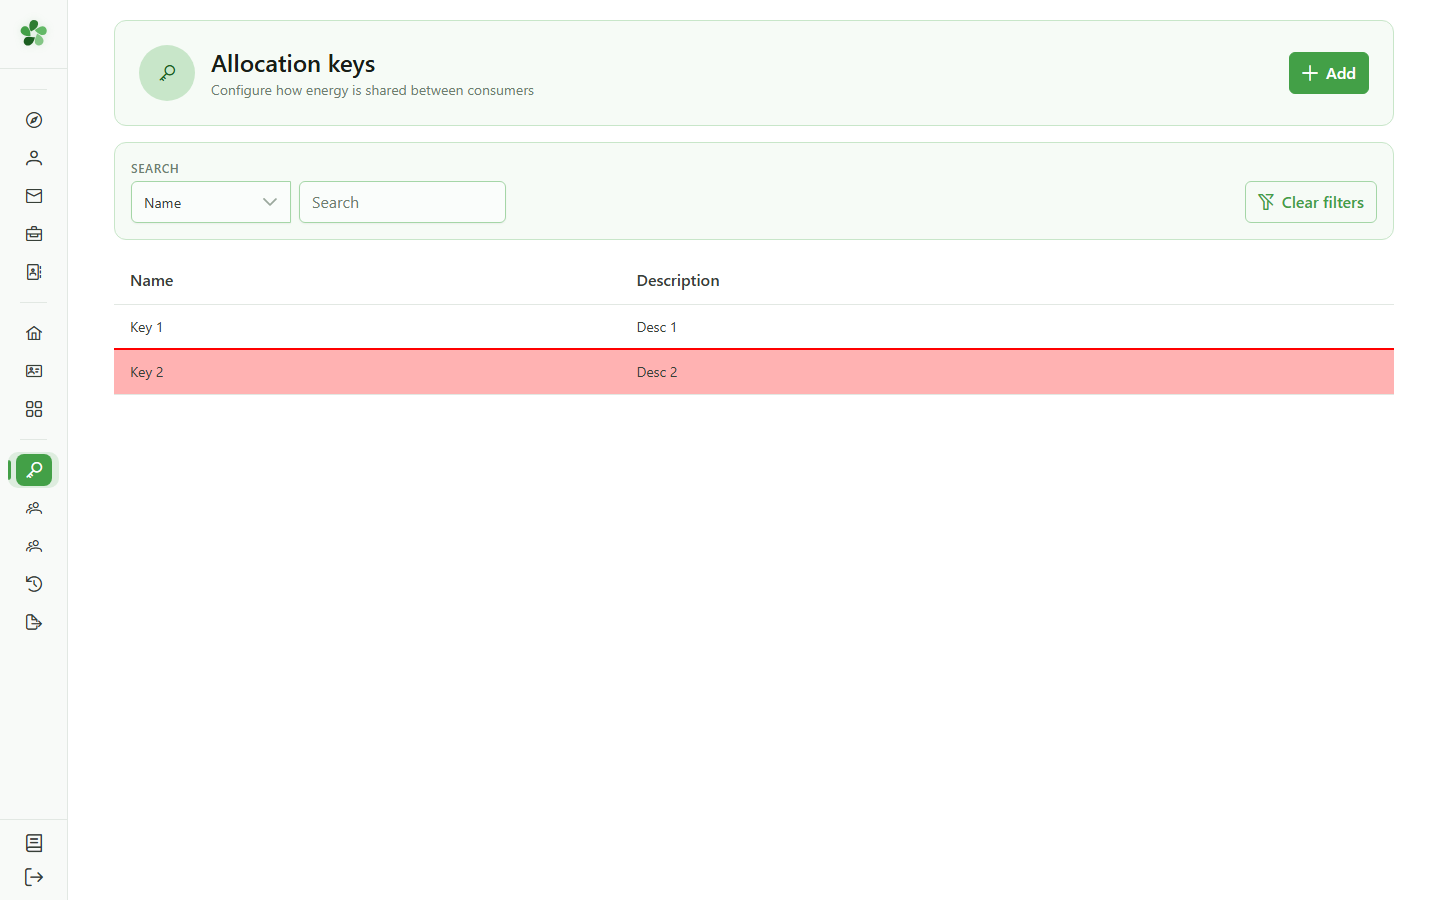 Allocation keys
Configure how energy is shared between consumers
Add
SEARCH
Name
Search
Clear filters
Name Description
Key 1 Desc 1
Key 2 Desc 2